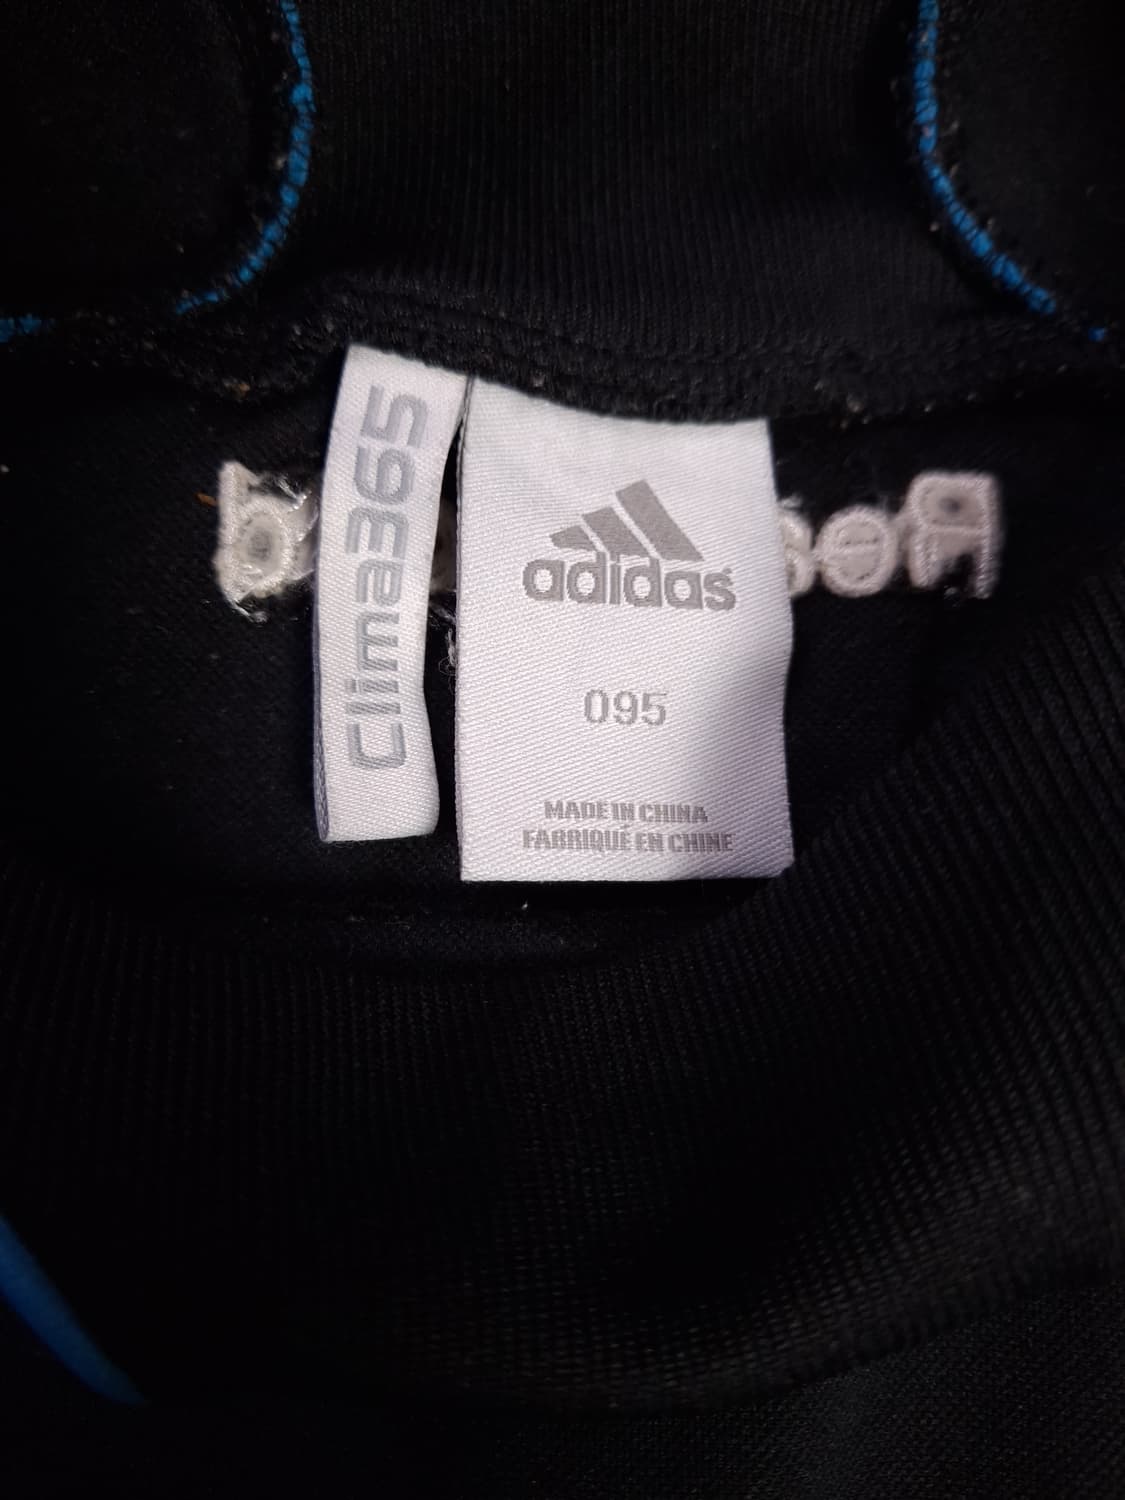 Clima365
adidas
095
MADE IN CHINA
FABRIQUÉ EN CHINE